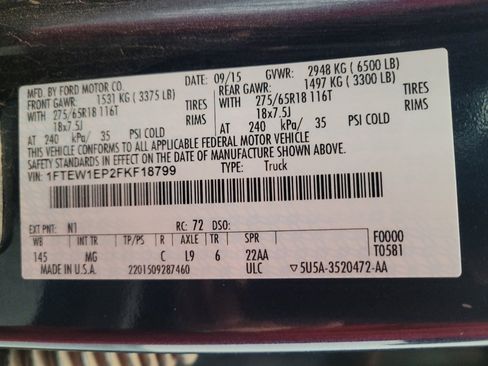 MFD. BY FORD MOTOR CO.
DATE: 09/15 GVWR: 2948 KG (6500 LB)
FRONT GAWR: 1531 KG (3375 LB) REAR GAWR: 1497 KG (3300 LB)
WITH 275/65R18 116T TIRES WITH 275/65R18 116T TIRES
18x7.5J RIMS 18x7.5J RIMS
AT 240 kPa/ 35 PSI COLD AT 240 kPa/ 35 PSI COLD
THIS VEHICLE CONFORMS TO ALL APPLICABLE FEDERAL MOTOR VEHICLE
SAFETY STANDARDS IN EFFECT ON THE DATE OF MANUFACTURE SHOWN ABOVE.
VIN: 1FTEW1EP2FKF18799 TYPE: Truck
EXT PNT: N1 RC: 72 DSO:
WB INT TR TP/PS R AXLE TR SPR F0000
145 MG C L9 6 22AA T0581
MADE IN U.S.A. 2201509287460 ULC ▽5U5A-3520472-AA